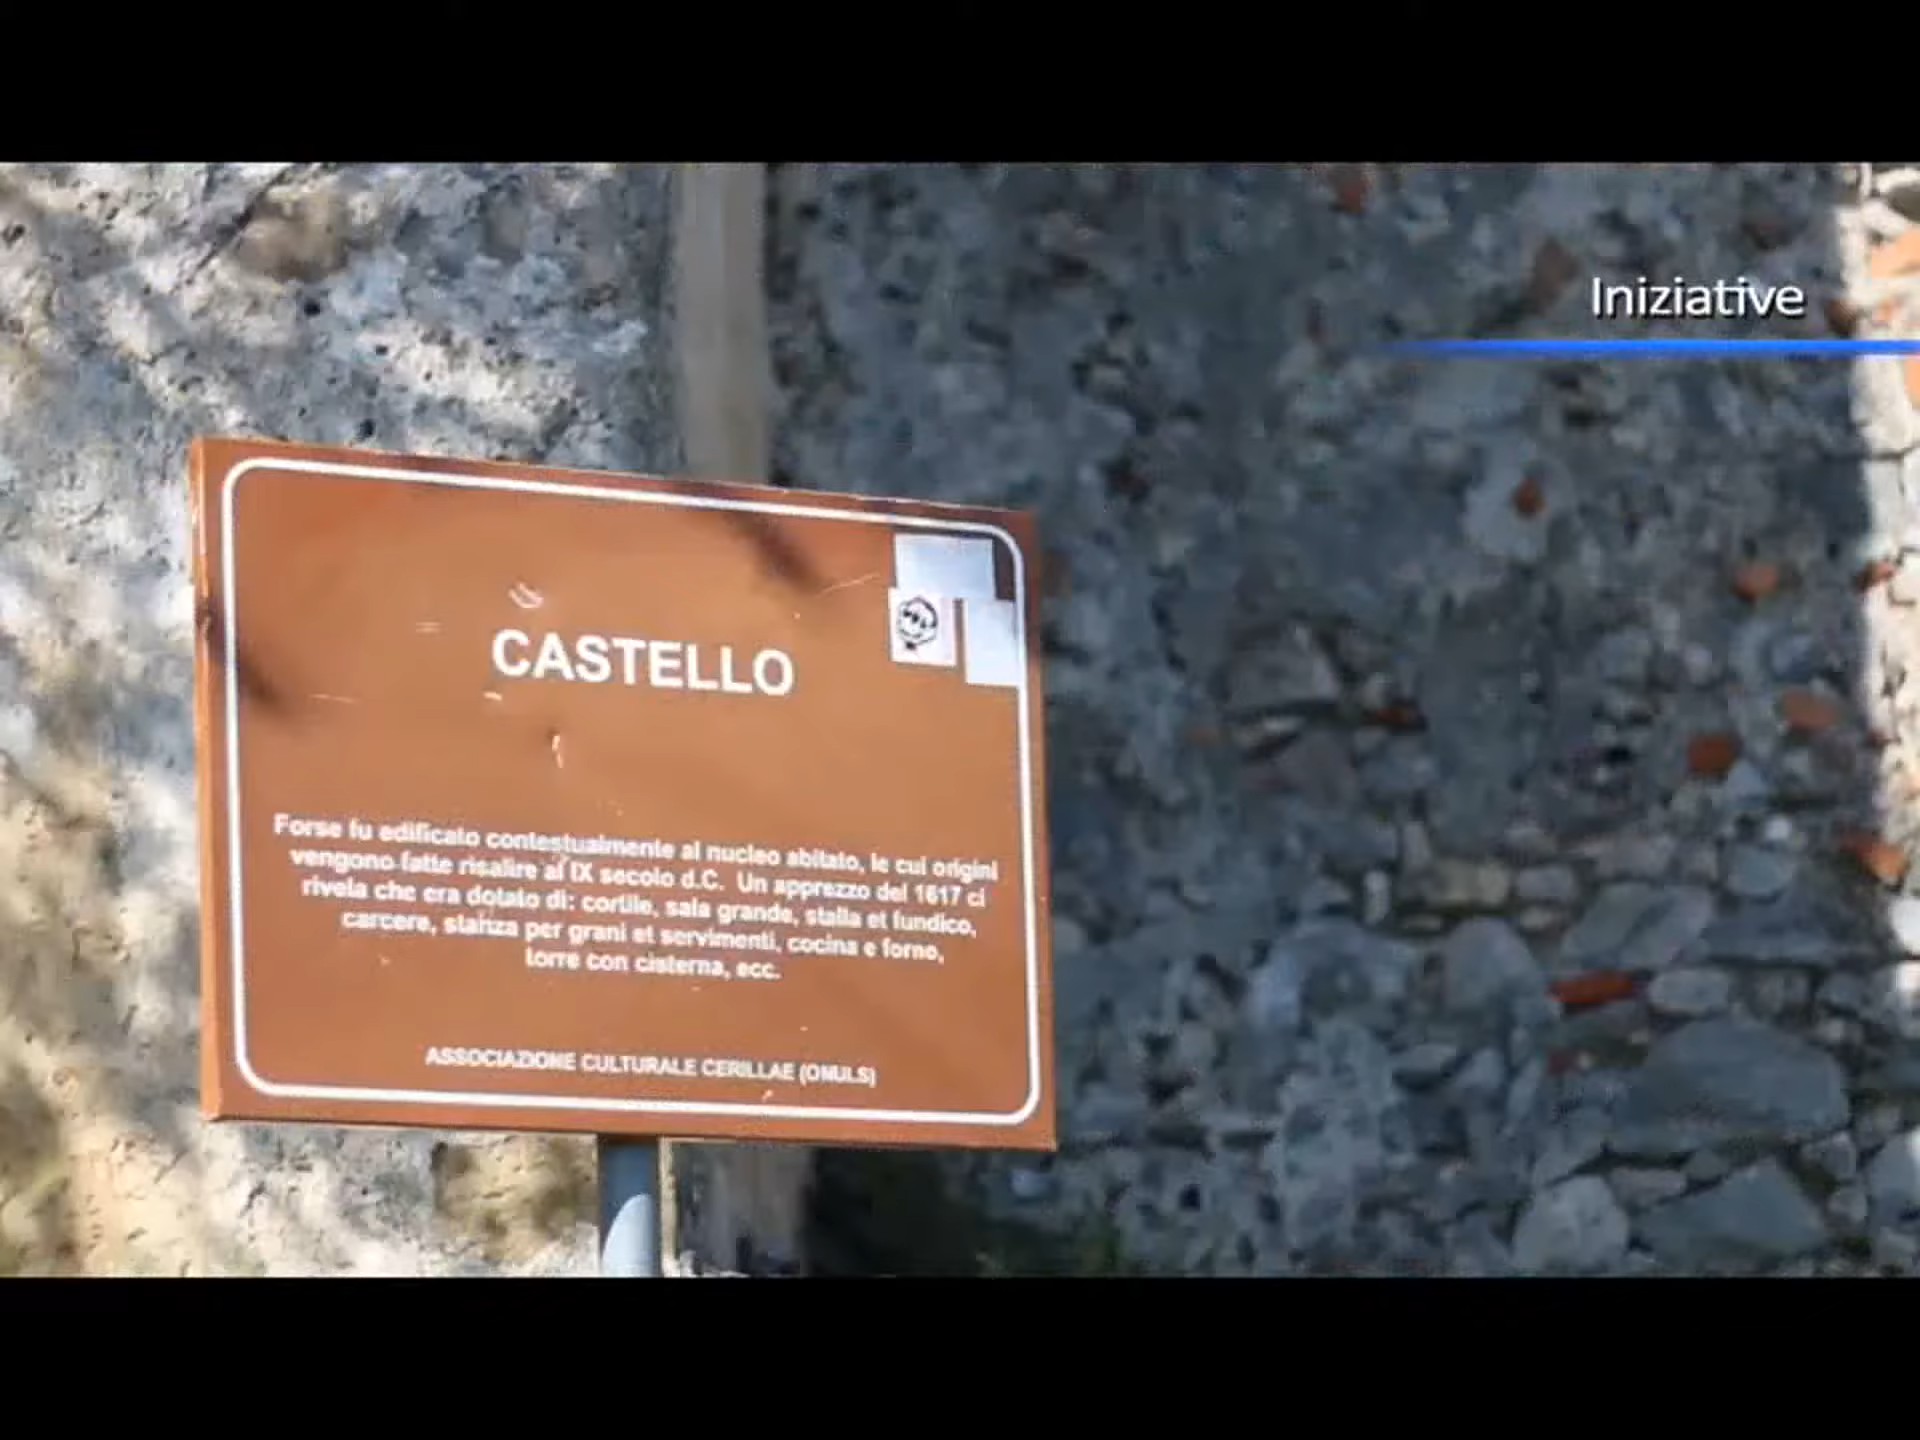 Iniziative
CASTELLO
Forse fu edificato contestualmente al nucleo abitato, le cui origini
vengono fatte risalire al IX secolo d.C. Un apprezzo del 1617 ci
rivela che era dotato di: cortile, sala grande, stalla et fundico,
carcere, stanza per grani et servimenti, cocina e forno,
torre con cisterna, ecc.
ASSOCIAZIONE CULTURALE CERILLAE (ONULS)